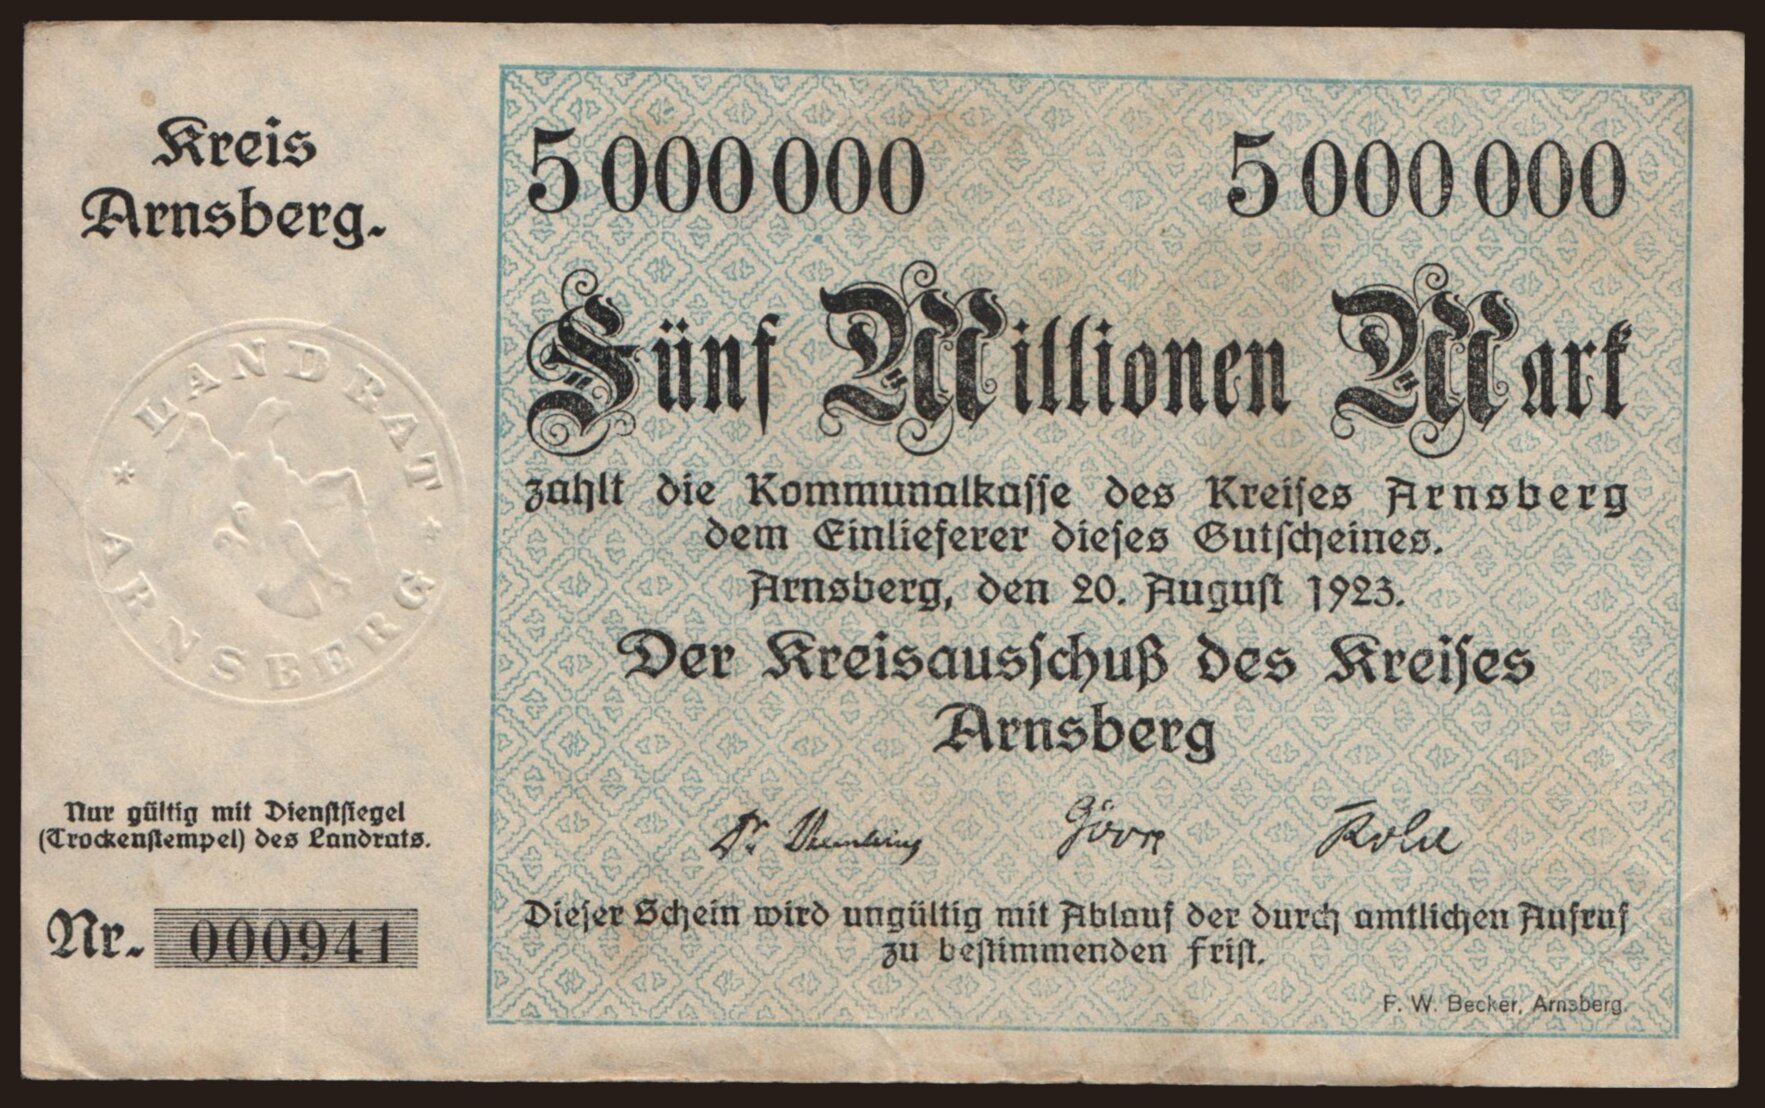 Kreis
Arnsberg.
LANDRAT
* ARNSBERG *
Nur gültig mit Dienstsiegel
(Trockenstempel) des Landrats.
Nr. 000941
5 000 000 5 000 000
Fünf Millionen Mark
zahlt die Kommunalkasse des Kreises Arnsberg
dem Einlieferer dieses Gutscheines.
Arnsberg, den 20. August 1923.
Der Kreisausschuß des Kreises
Arnsberg
Dr.
Dieser Schein wird ungültig mit Ablauf der durch amtlichen Aufruf
zu bestimmenden Frist.
F. W. Becker, Arnsberg.